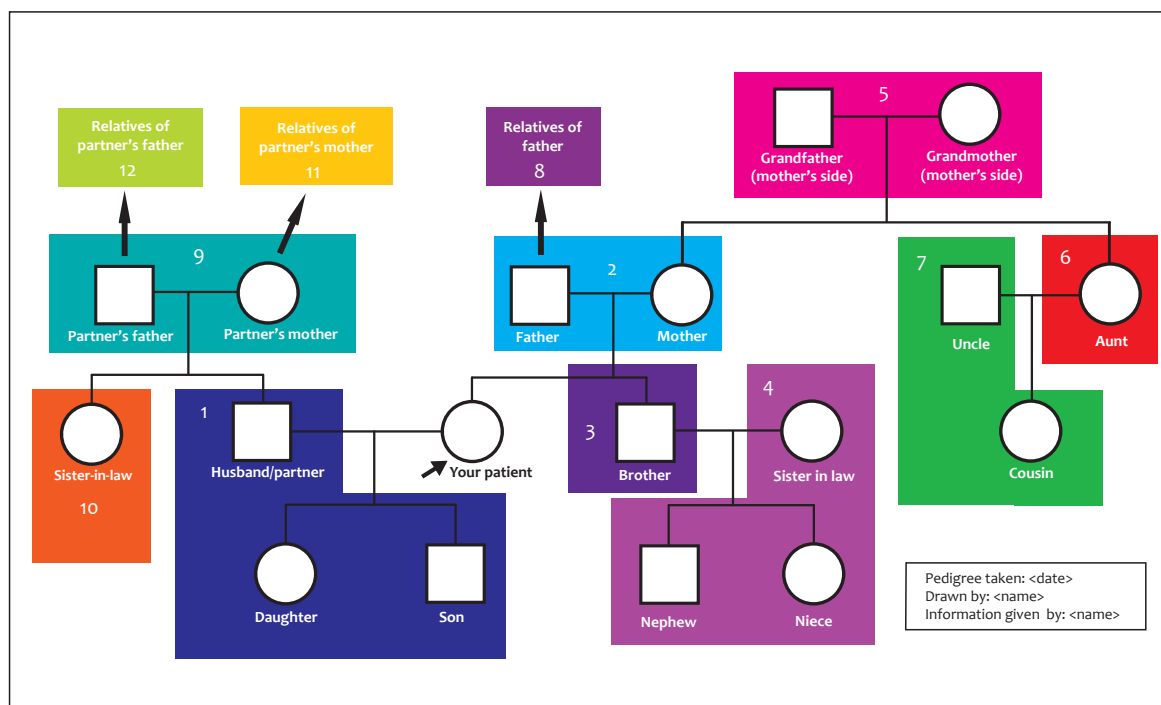 5
Grandfather
(mother's side)
Grandmother
(mother's side)
Relatives of
partner's father
12
Relatives of
partner's mother
11
Relatives of
father
8
9
Partner's father
Partner's mother
2
Father
Mother
7
Uncle
6
Aunt
Sister-in-law
10
1
Husband/partner
Your patient
3
Brother
4
Sister in law
Cousin
Daughter
Son
Nephew
Niece
Pedigree taken: <date>
Drawn by: <name>
Information given by: <name>